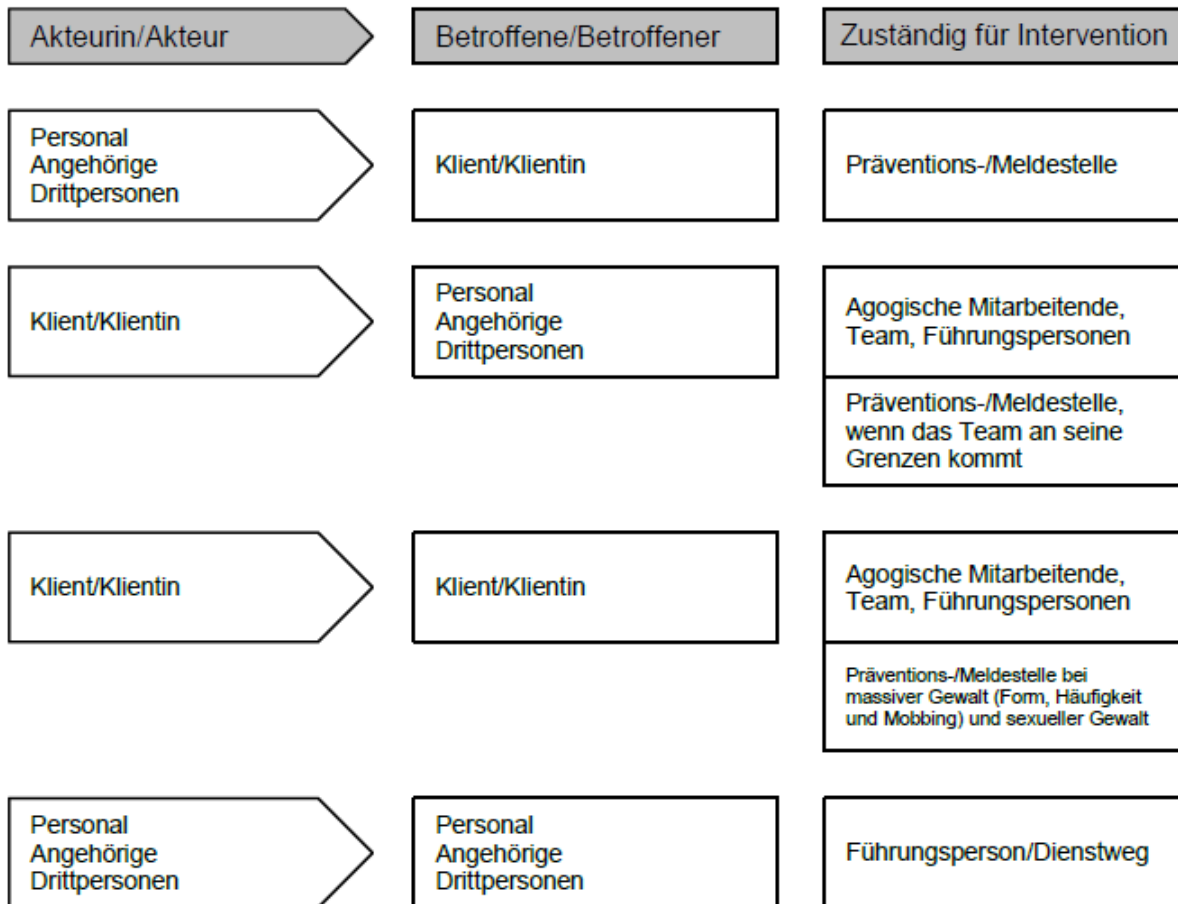 Akteurin/Akteur
Betroffene/Betroffener
Zuständig für Intervention
Personal
Angehörige
Drittpersonen
Klient/Klientin
Präventions-/Meldestelle
Klient/Klientin
Personal
Angehörige
Drittpersonen
Agogische Mitarbeitende,
Team, Führungspersonen
Präventions-/Meldestelle,
wenn das Team an seine
Grenzen kommt
Klient/Klientin
Klient/Klientin
Agogische Mitarbeitende,
Team, Führungspersonen
Präventions-/Meldestelle bei
massiver Gewalt (Form, Häufigkeit
und Mobbing) und sexueller Gewalt
Personal
Angehörige
Drittpersonen
Personal
Angehörige
Drittpersonen
Führungsperson/Dienstweg